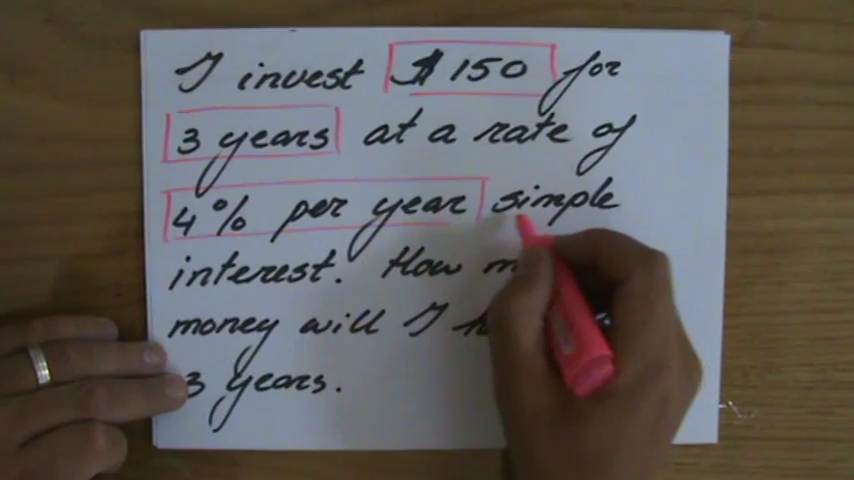 I invest $150 for
3 years at a rate of
4% per year simple
interest. How
money will I
3 years.